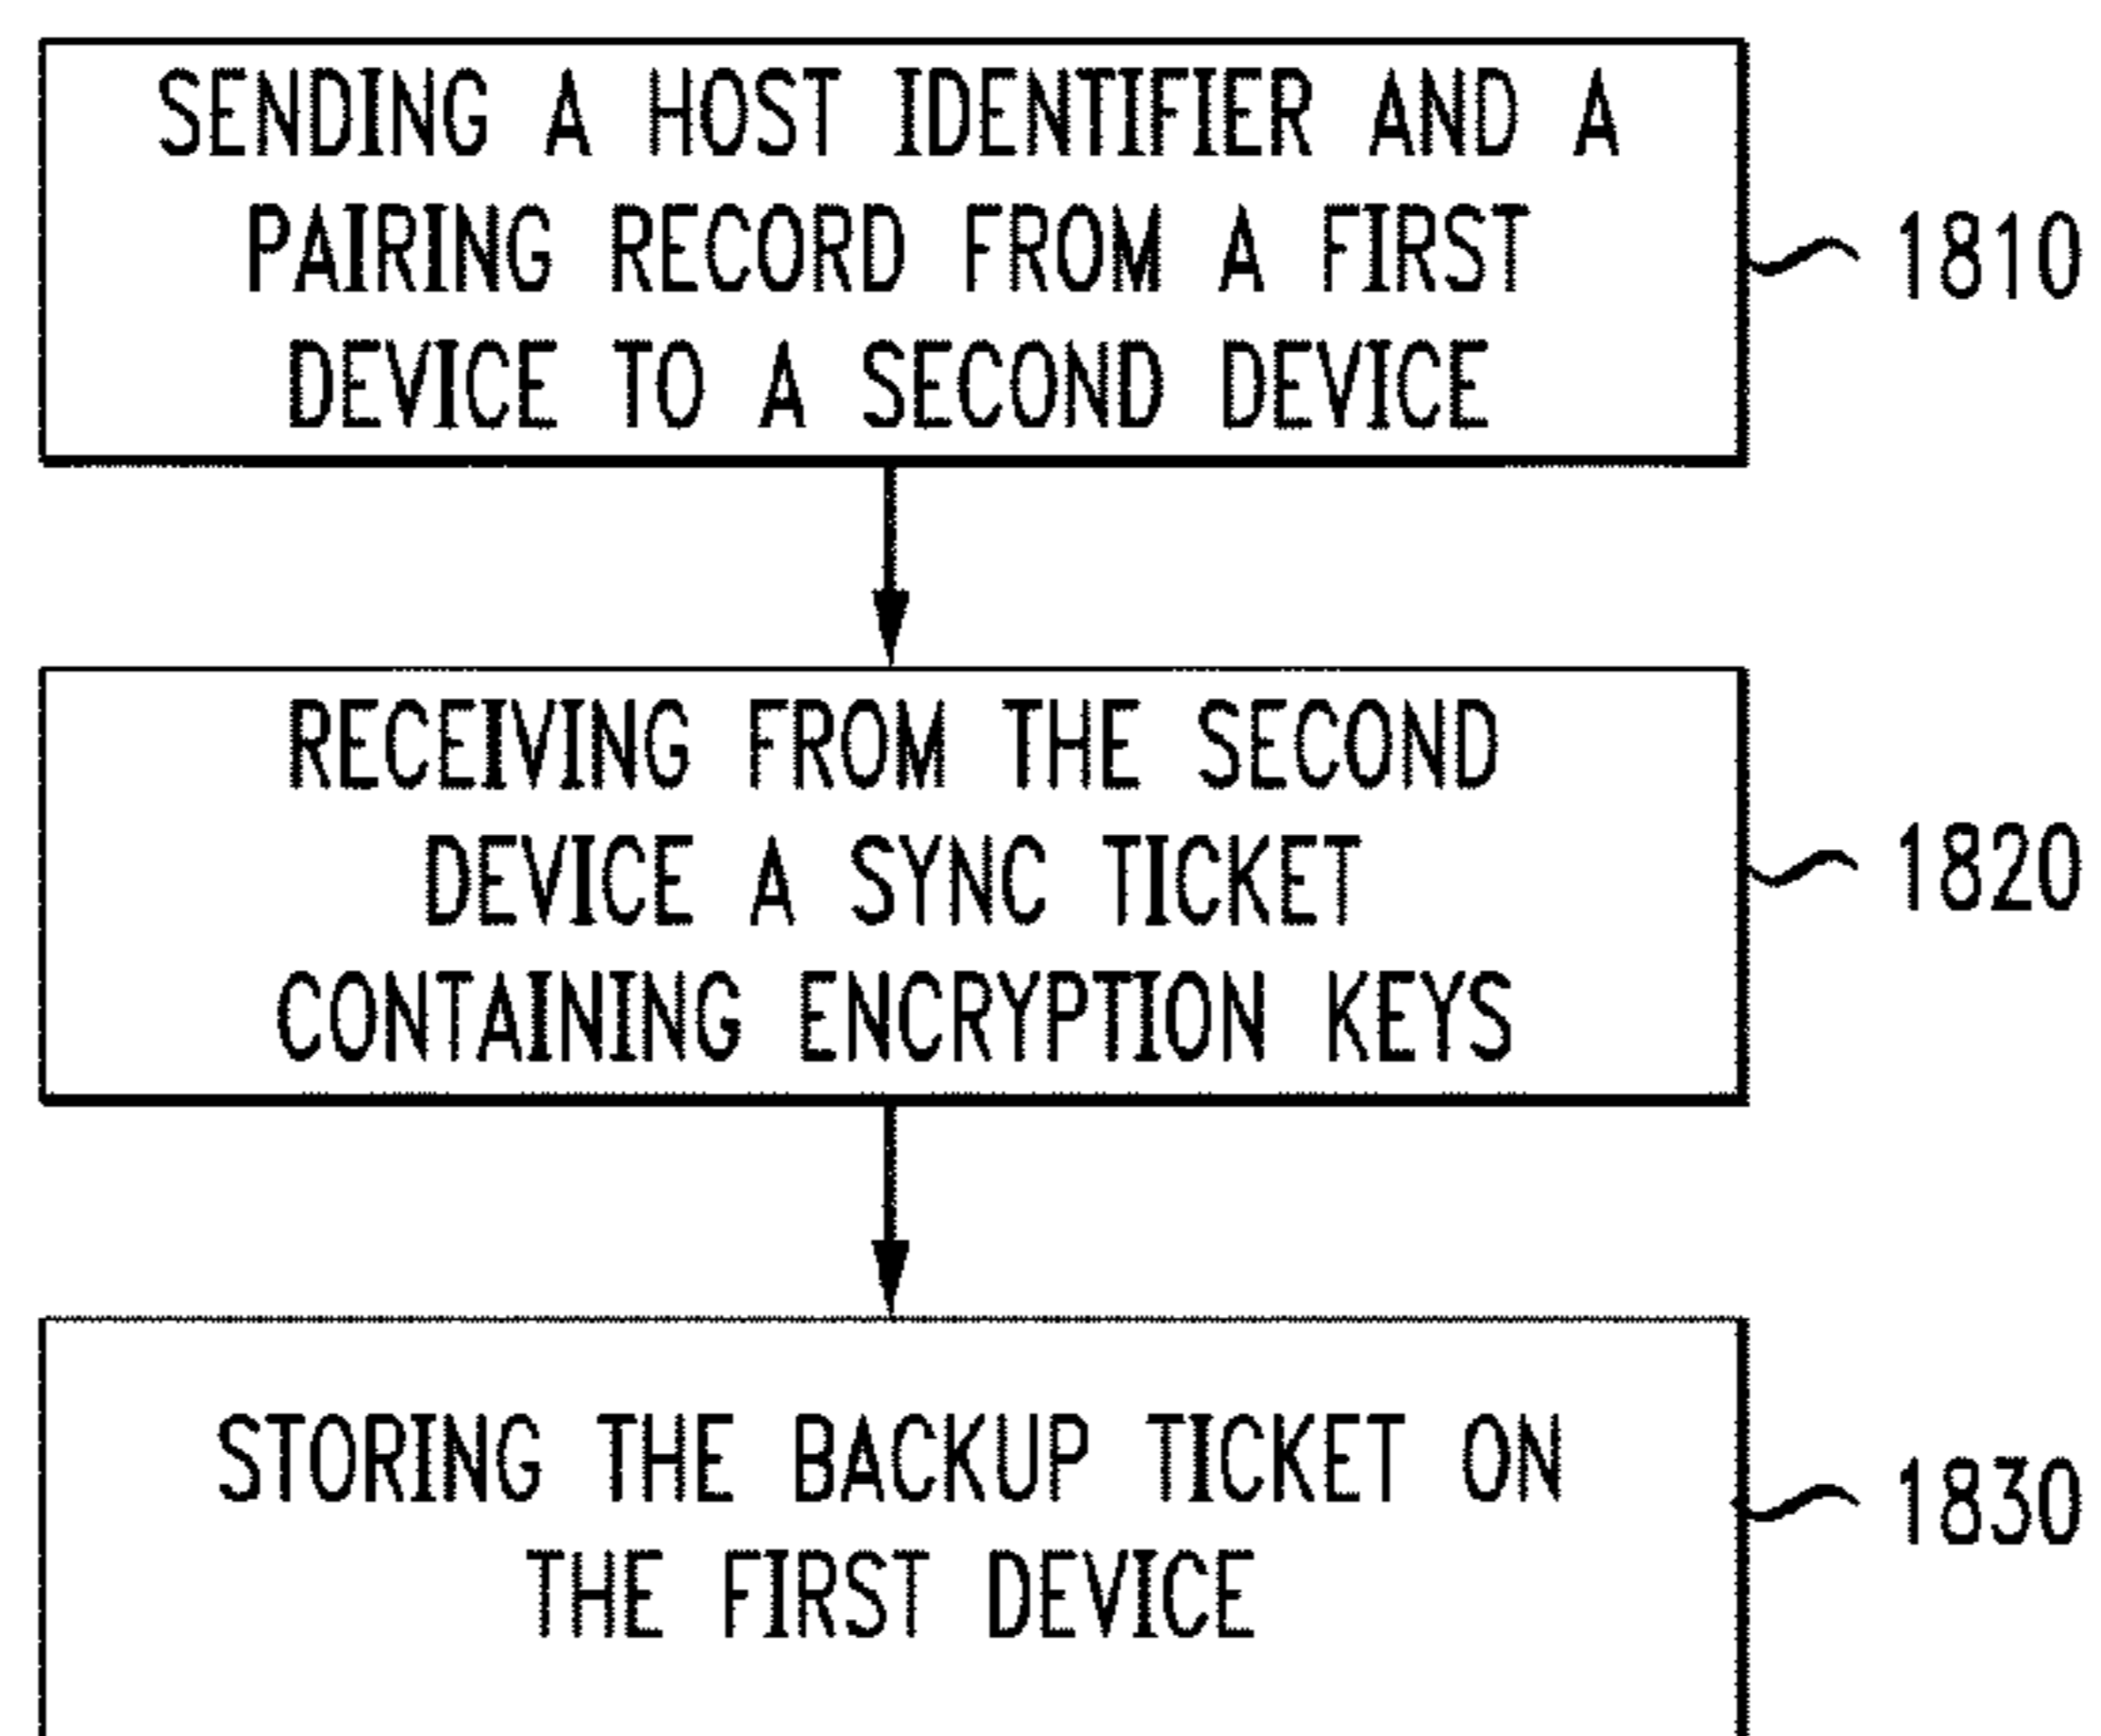 SENDING A HOST IDENTIFIER AND A
PAIRING RECORD FROM A FIRST
DEVICE TO A SECOND DEVICE
1810
RECEIVING FROM THE SECOND
DEVICE A SYNC TICKET
CONTAINING ENCRYPTION KEYS
1820
STORING THE BACKUP TICKET ON
THE FIRST DEVICE
1830